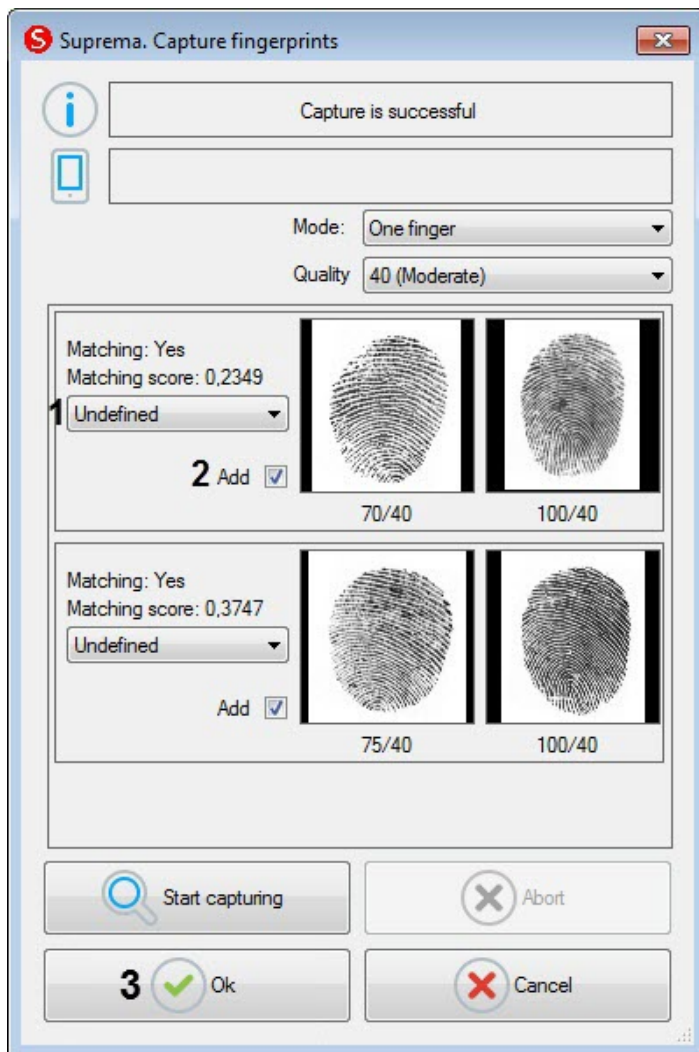 S Suprema. Capture fingerprints
i
Capture is successful
Mode: One finger
Quality 40 (Moderate)
Matching: Yes
Matching score: 0,2349
1 Undefined
2 Add
70/40 100/40
Matching: Yes
Matching score: 0,3747
Undefined
Add
75/40 100/40
Start capturing Abort
3 Ok Cancel